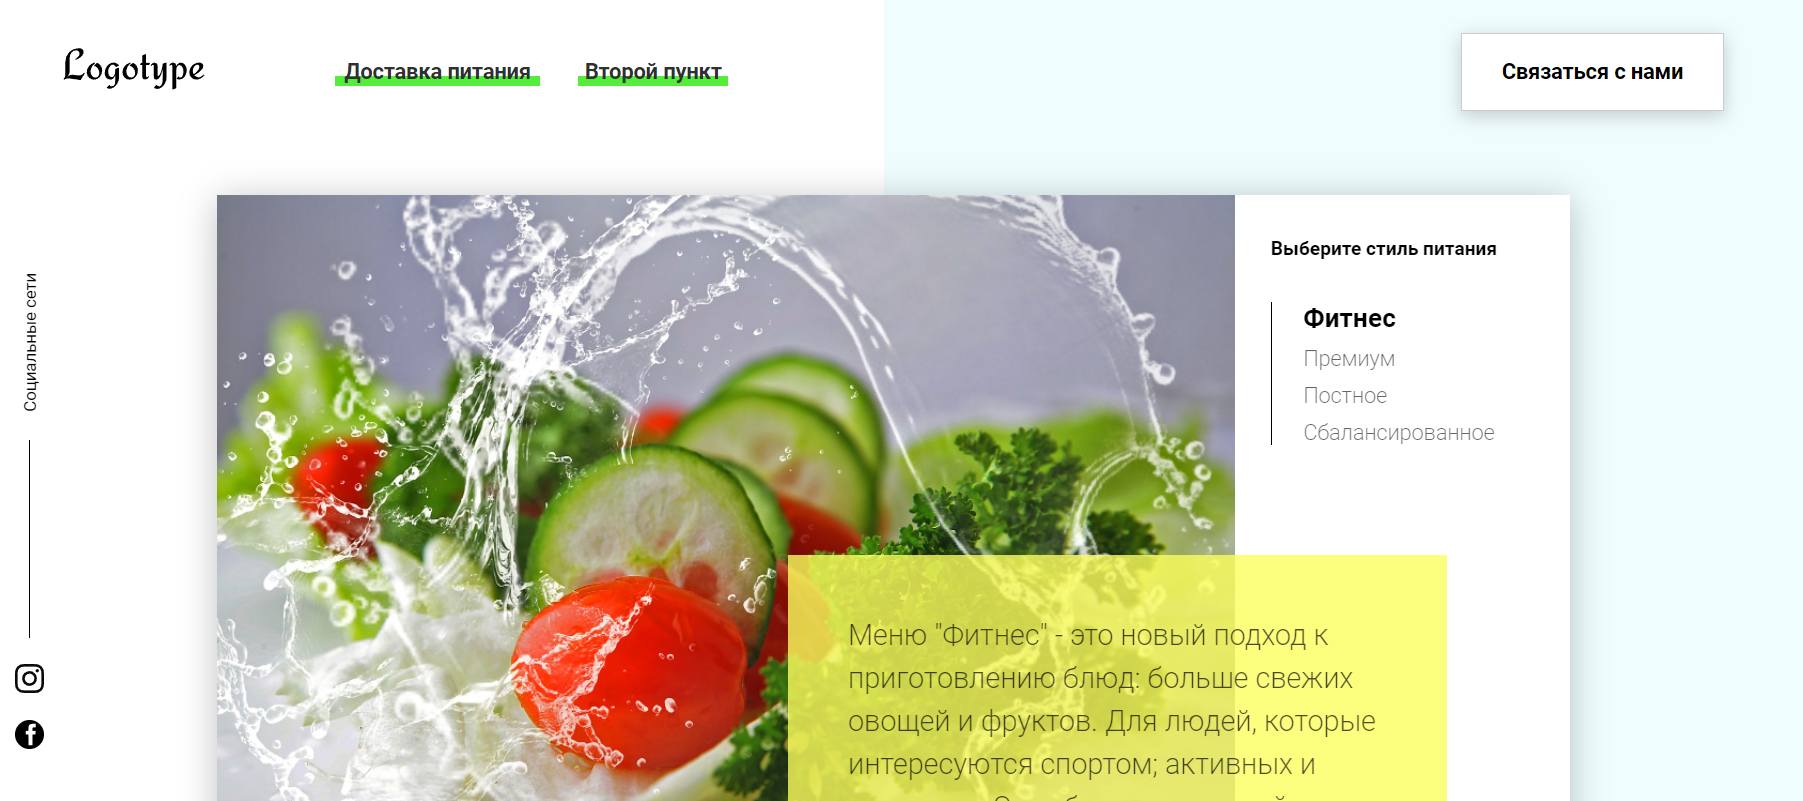 Logotype
Доставка питания
Второй пункт
Связаться с нами
Социальные сети
Выберите стиль питания
Фитнес
Премиум
Постное
Сбалансированное
Меню "Фитнес" - это новый подход к
приготовлению блюд: больше свежих
овощей и фруктов. Для людей, которые
интересуются спортом; активных и